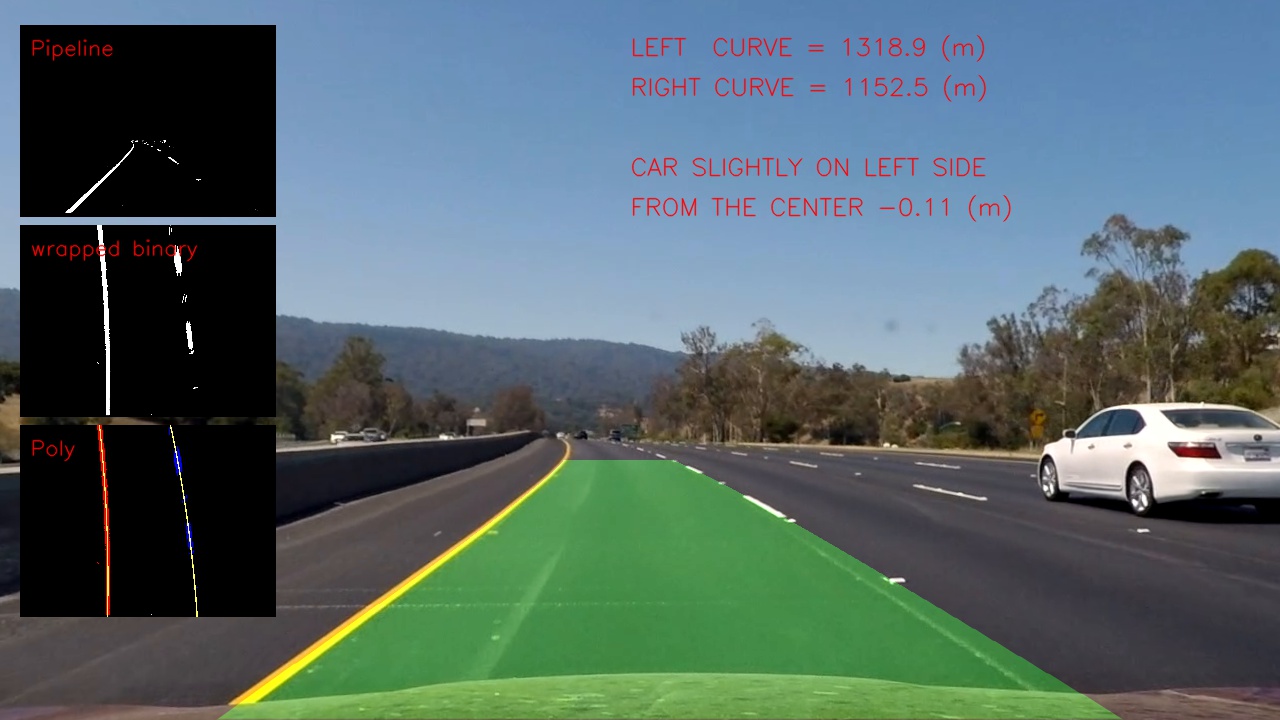 Pipeline
LEFT CURVE = 1318.9 (m)
RIGHT CURVE = 1152.5 (m)
CAR SLIGHTLY ON LEFT SIDE
FROM THE CENTER -0.11 (m)
wrapped binary
Poly